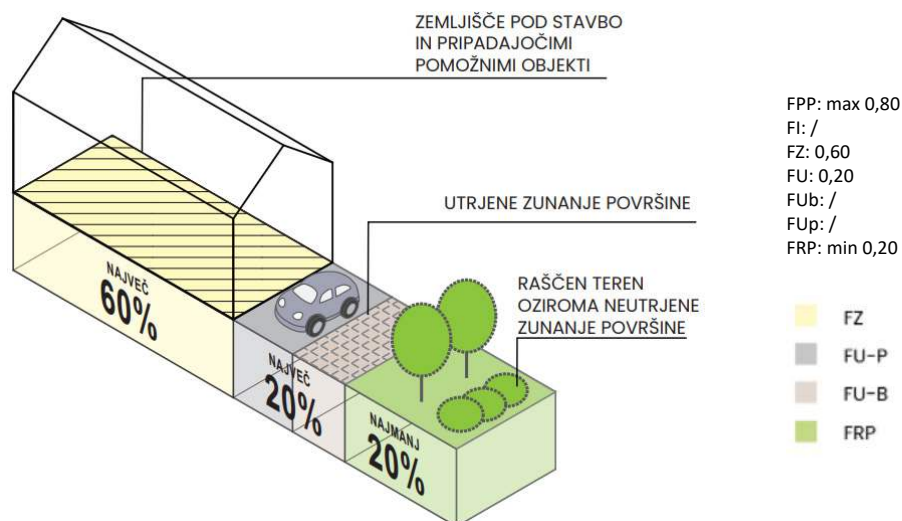 ZEMLJIŠČE POD STAVBO
IN PRIPADAJOČIMI
POMOŽNIMI OBJEKTI
UTRJENE ZUNANJE POVRŠINE
RAŠČEN TEREN
OZIROMA NEUTRJENE
ZUNANJE POVRŠINE
NAJVEČ
60%
NAJVEČ
20%
NAJMANJ
20%
FPP: max 0,80
FI: /
FZ: 0,60
FU: 0,20
FUb: /
FUp: /
FRP: min 0,20
FZ
FU-P
FU-B
FRP